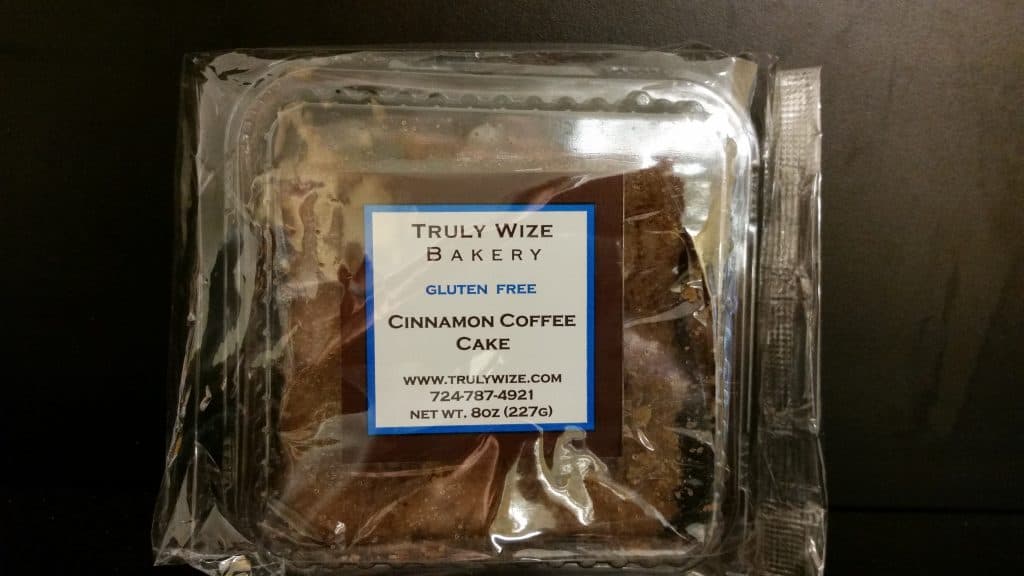 Truly Wize
Bakery
GLUTEN FREE
Cinnamon Coffee
Cake
www.trulywize.com
724-787-4921
Net Wt. 8oz (227g)